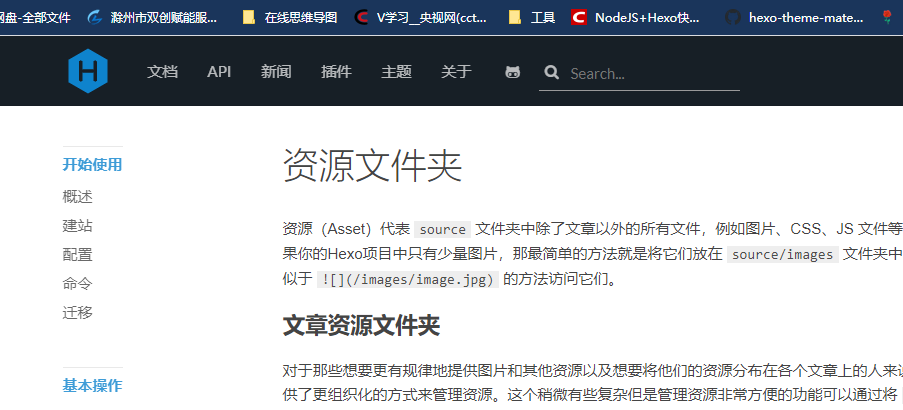 网盘-全部文件 滁州市双创赋能服... 在线思维导图 V学习__央视网(cct... 工具 NodeJS+Hexo快... hexo-theme-mate...
H 文档 API 新闻 插件 主题 关于 Search...
资源文件夹
开始使用
资源（Asset）代表 source 文件夹中除了文章以外的所有文件，例如图片、CSS、JS 文件等
概述
果你的Hexo项目中只有少量图片，那最简单的方法就是将它们放在 source/images 文件夹中
建站
似于 ![](/images/image.jpg) 的方法访问它们。
配置
命令
迁移
文章资源文件夹
对于那些想要更有规律地提供图片和其他资源以及想要将他们的资源分布在各个文章上的人来说
基本操作
供了更组织化的方式来管理资源。这个稍微有些复杂但是管理资源非常方便的功能可以通过将